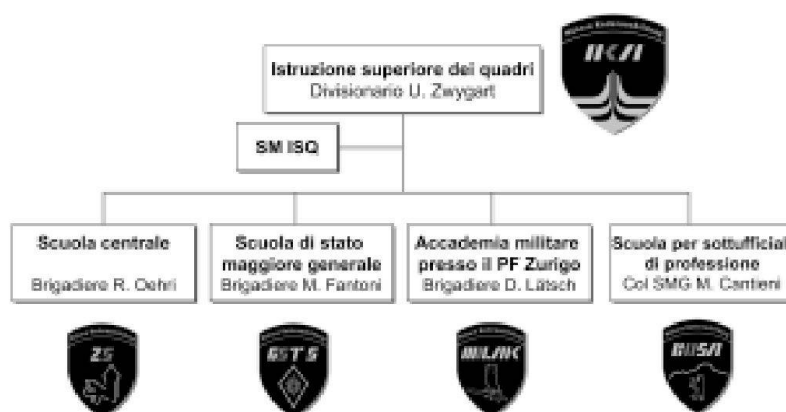 HKA
Istruzione superiore dei quadri
Divisionario U. Zwygart
SM ISQ
Scuola centrale
Brigadiere R. Oehri
Scuola di stato
maggiore generale
Brigadiere M. Fantoni
Accademia militare
presso il PF Zurigo
Brigadiere D. Lätsch
Scuola per sottufficial
di professione
Col SMG M. Cantieni
ZS
GSTS
MILAK
BUSA